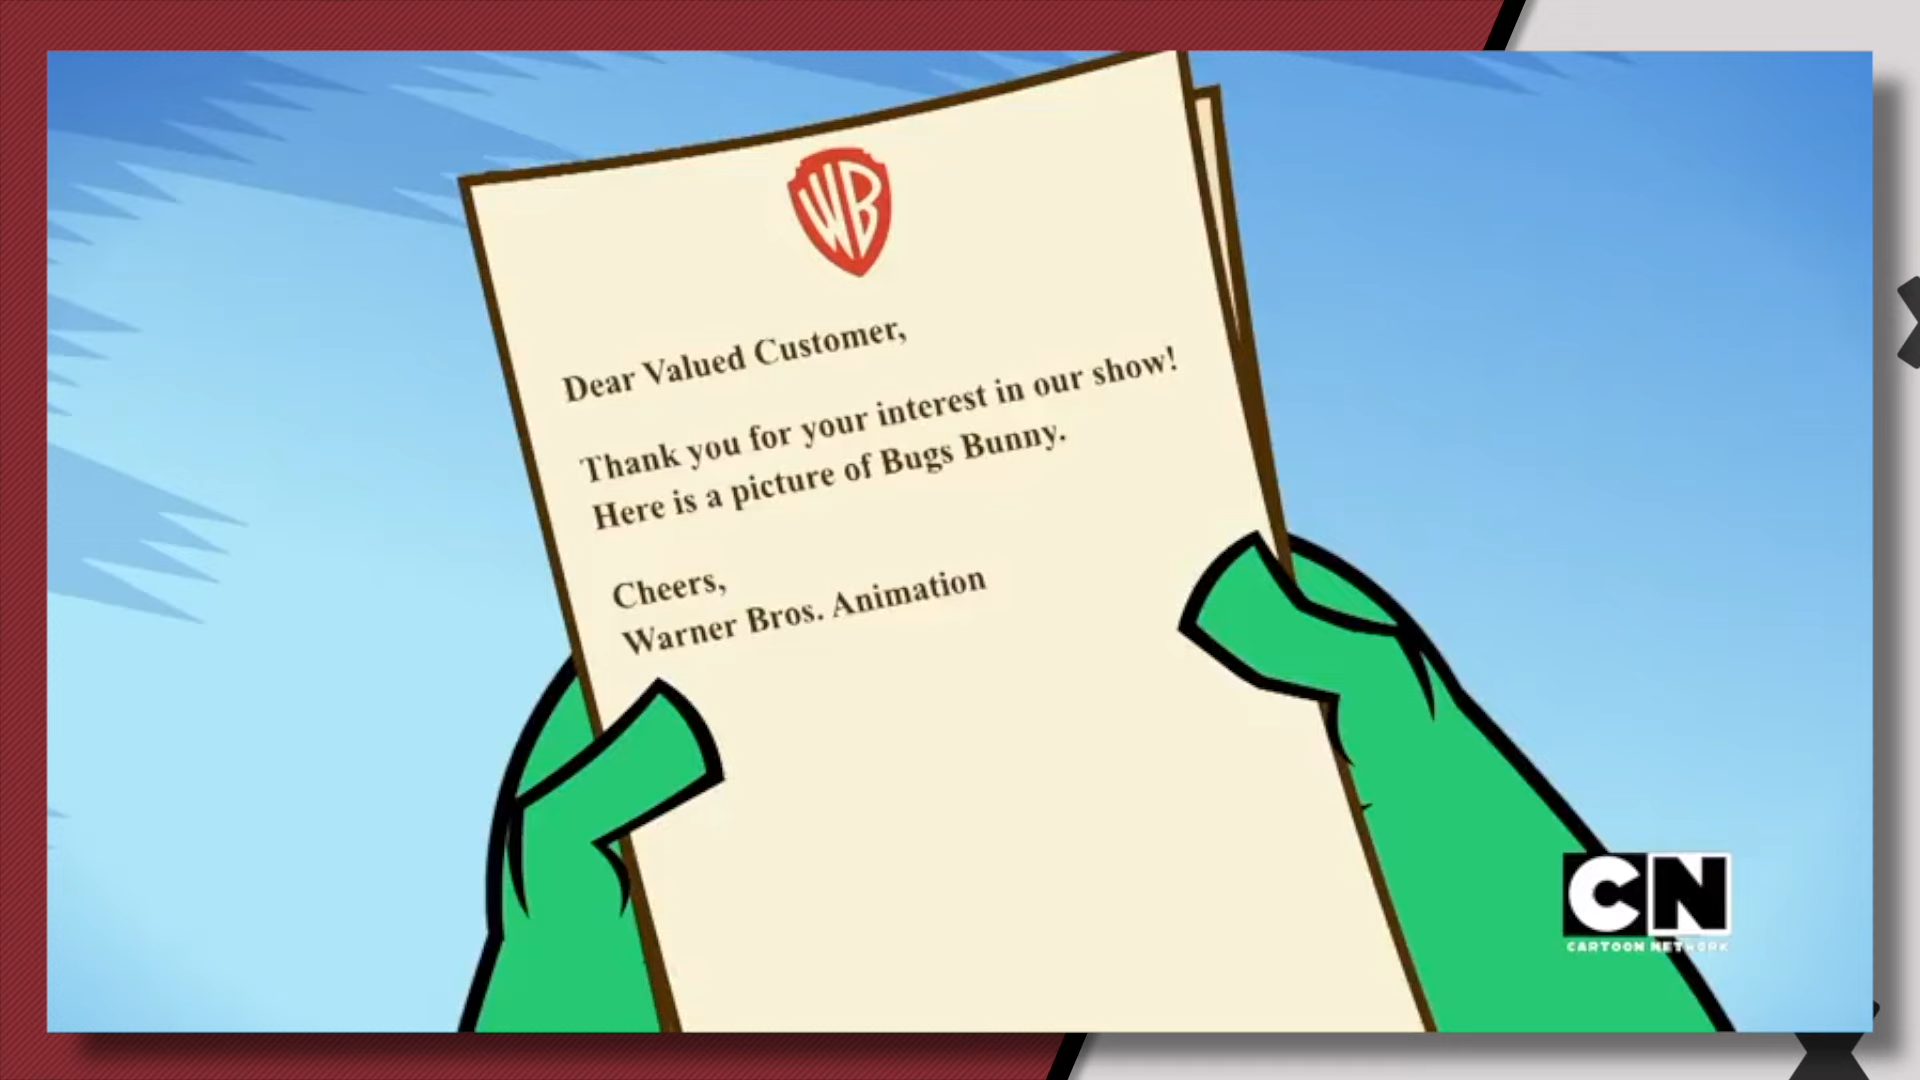 WB
Dear Valued Customer,
Thank you for your interest in our show!
Here is a picture of Bugs Bunny.
Cheers,
Warner Bros. Animation
CN
CARTOON NETWORK